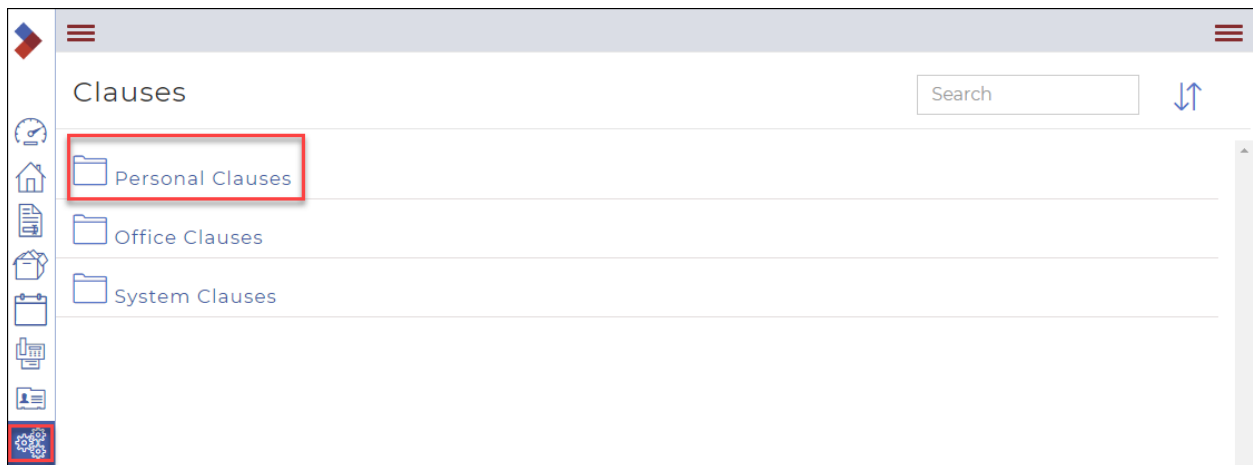 Clauses
Search
Personal Clauses
Office Clauses
System Clauses